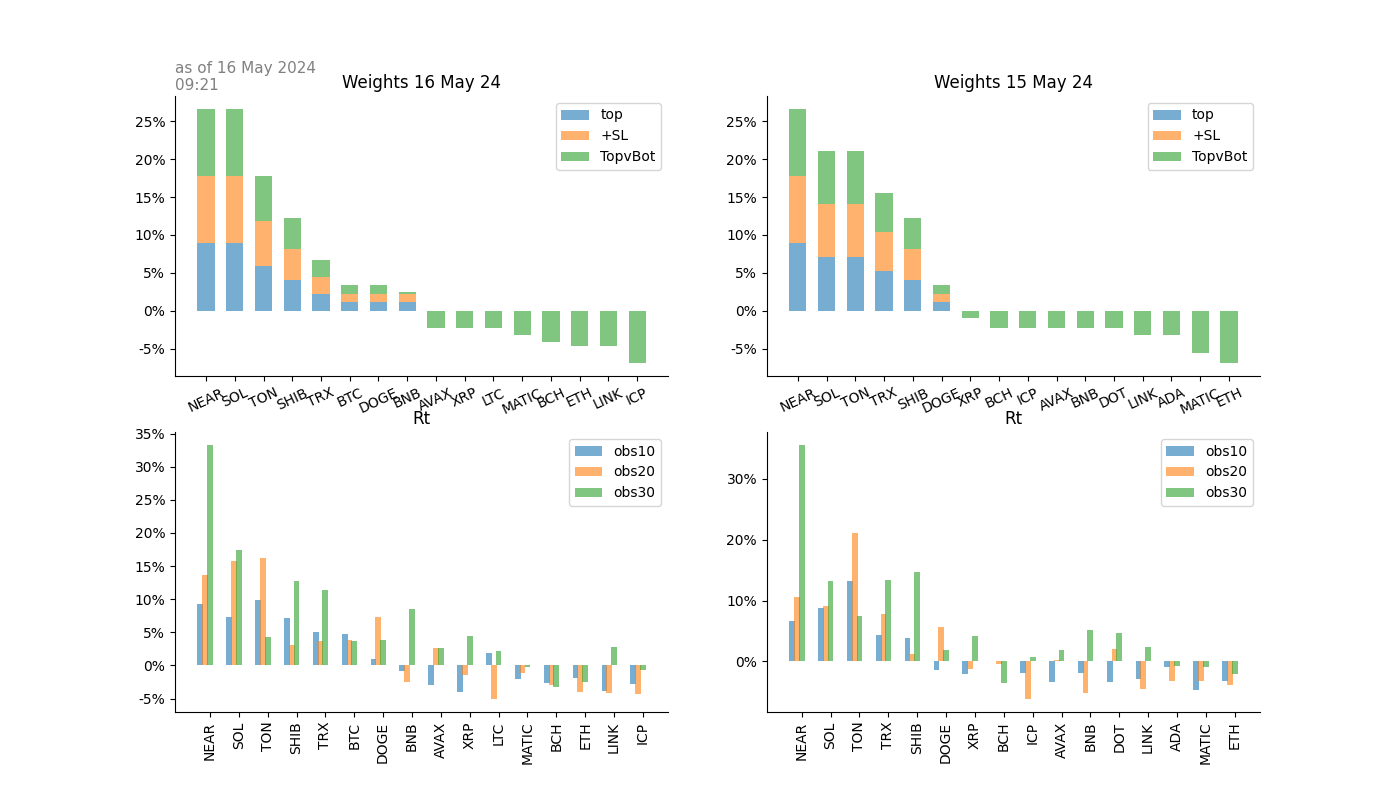 as of 16 May 2024
09:21
Weights 16 May 24
25%
20%
15%
10%
5%
0%
-5%
top
+SL
TopvBot
NEAR SOL TON SHIB TRX BTC DOGE BNB AVAX XRP LTC MATIC BCH ETH LINK ICP
Weights 15 May 24
25%
20%
15%
10%
5%
0%
-5%
top
+SL
TopvBot
NEAR SOL TON TRX SHIB DOGE XRP BCH ICP AVAX BNB DOT LINK ADA MATIC ETH
Rt
35%
30%
25%
20%
15%
10%
5%
0%
-5%
obs10
obs20
obs30
NEAR SOL TON SHIB TRX BTC DOGE BNB AVAX XRP LTC MATIC BCH ETH LINK ICP
Rt
30%
20%
10%
0%
obs10
obs20
obs30
NEAR SOL TON TRX SHIB DOGE XRP BCH ICP AVAX BNB DOT LINK ADA MATIC ETH